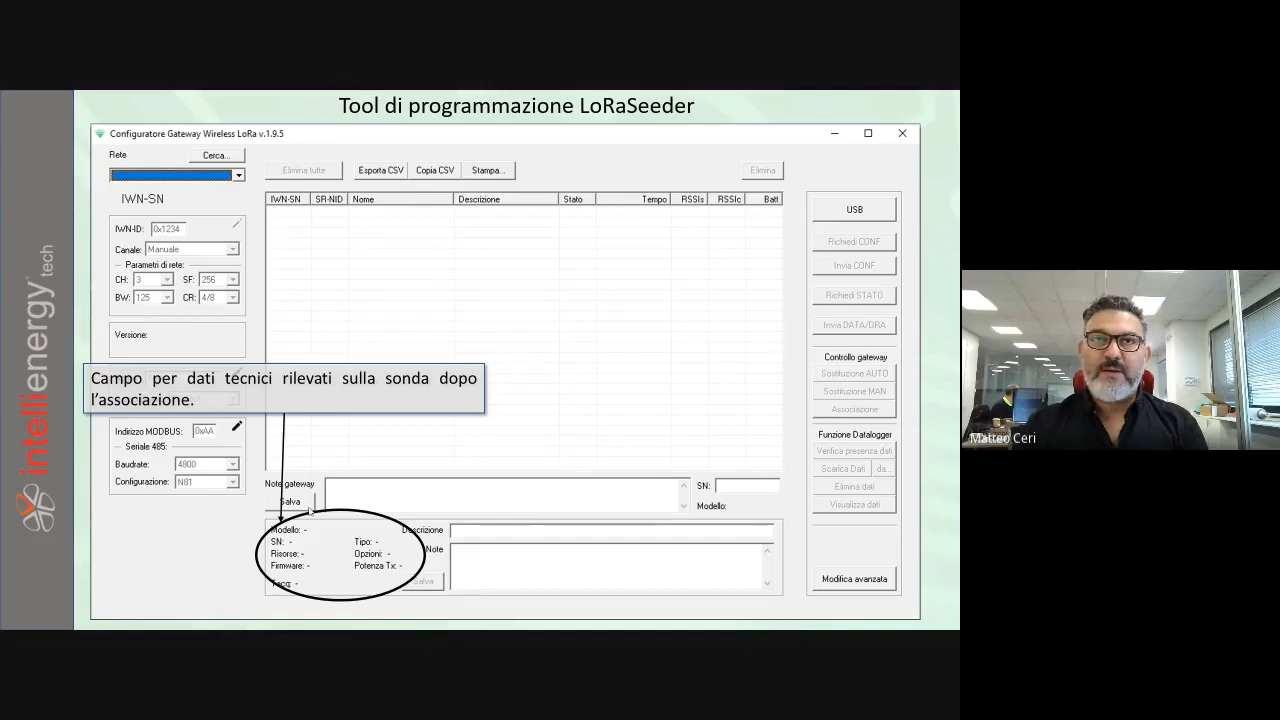 Tool di programmazione LoRaSeeder
Configuratore Gateway Wireless LoRa v.1.9.5
Rete
Cerca...
IWN-SN
IWN-ID: 0x1234
Canale: Manuale
Parametri di rete:
CH: 3 SF: 256
BW: 125 CR: 4/8
Versione:
Elimina tutte Esporta CSV Copia CSV Stampa... Elimina
IWN-SN SR-NID Nome Descrizione Stato Tempo RSSIs RSSIc Batt
Campo per dati tecnici rilevati sulla sonda dopo
l’associazione.
Indirizzo MODBUS: 0xAA
Seriale 485:
Baudrate: 4800
Configurazione: N81
Note gateway
Salva
SN:
Modello:
Modello: -
SN: - Tipo: -
Risorse: - Opzioni: -
Firmware: - Potenza Tx: -
Tacq: -
Descrizione
Note
Salva
USB
Richiedi CONF
Invia CONF
Richiedi STATO
Invia DATA/ORA
Controllo gateway
Sostituzione AUTO
Sostituzione MAN
Associazione
Funzione Datalogger
Verifica presenza dati
Scarica Dati da...
Elimina dati
Visualizza dati
Modifica avanzata
intellienergy tech
Matteo Ceri